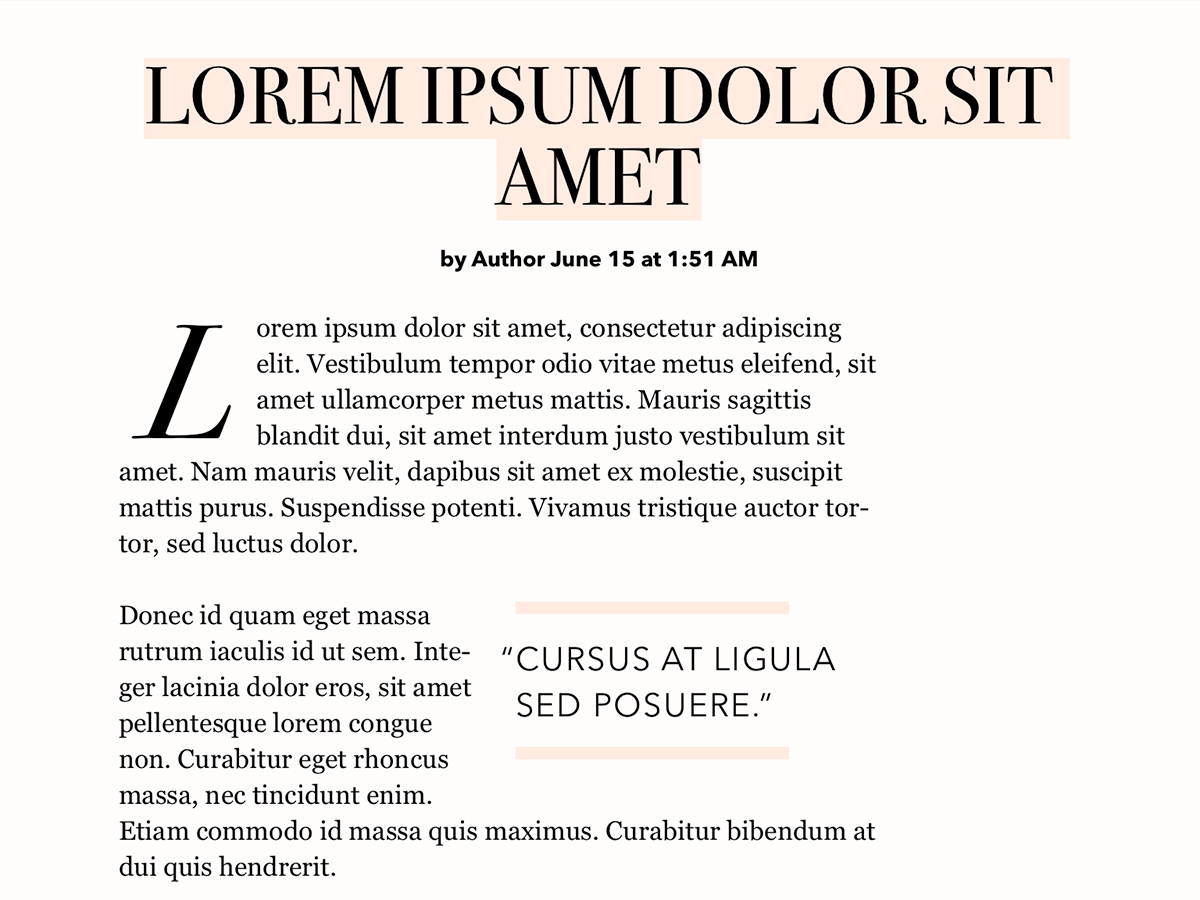 LOREM IPSUM DOLOR SIT
AMET
by Author June 15 at 1:51 AM
Lorem ipsum dolor sit amet, consectetur adipiscing
elit. Vestibulum tempor odio vitae metus eleifend, sit
amet ullamcorper metus mattis. Mauris sagittis
blandit dui, sit amet interdum justo vestibulum sit
amet. Nam mauris velit, dapibus sit amet ex molestie, suscipit
mattis purus. Suspendisse potenti. Vivamus tristique auctor tor-
tor, sed luctus dolor.
Donec id quam eget massa
rutrum iaculis id ut sem. Inte-
ger lacinia dolor eros, sit amet
pellentesque lorem congue
non. Curabitur eget rhoncus
massa, nec tincidunt enim.
“CURSUS AT LIGULA
SED POSUERE.”
Etiam commodo id massa quis maximus. Curabitur bibendum at
dui quis hendrerit.